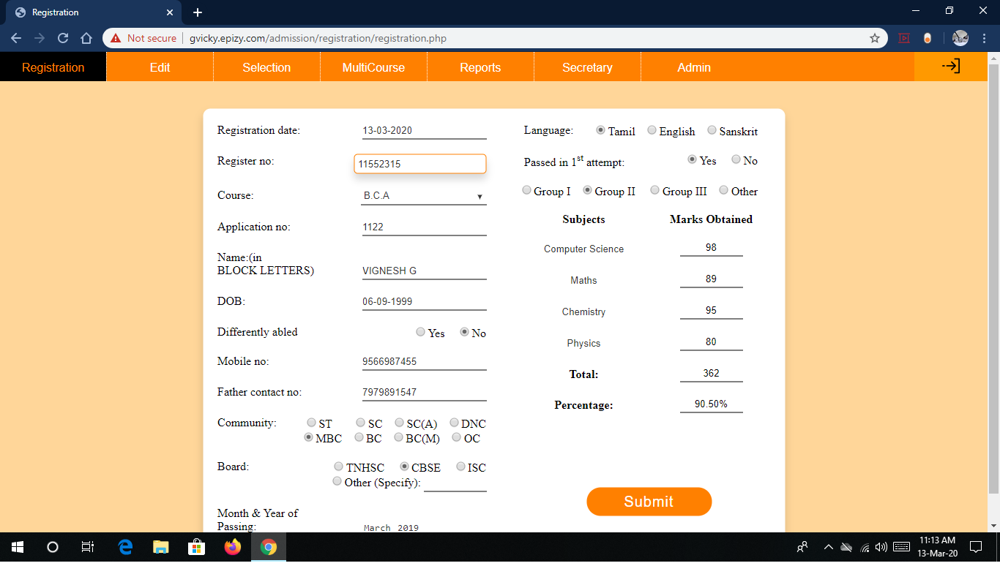 Registration
Not secure gvicky.epizy.com/admission/registration/registration.php
Registration Edit Selection MultiCourse Reports Secretary Admin
Registration date: 13-03-2020
Register no: 11552315
Course: B.C.A
Application no: 1122
Name:(in
BLOCK LETTERS) VIGNESH G
DOB: 06-09-1999
Differently abled Yes No
Mobile no: 9566987455
Father contact no: 7979891547
Community: ST SC SC(A) DNC
MBC BC BC(M) OC
Board: TNHSC CBSE ISC
Other (Specify):
Month & Year of
Passing: March 2019
Language: Tamil English Sanskrit
Passed in 1st attempt: Yes No
Group I Group II Group III Other
Subjects Marks Obtained
Computer Science 98
Maths 89
Chemistry 95
Physics 80
Total: 362
Percentage: 90.50%
Submit
11:13 AM
13-Mar-20